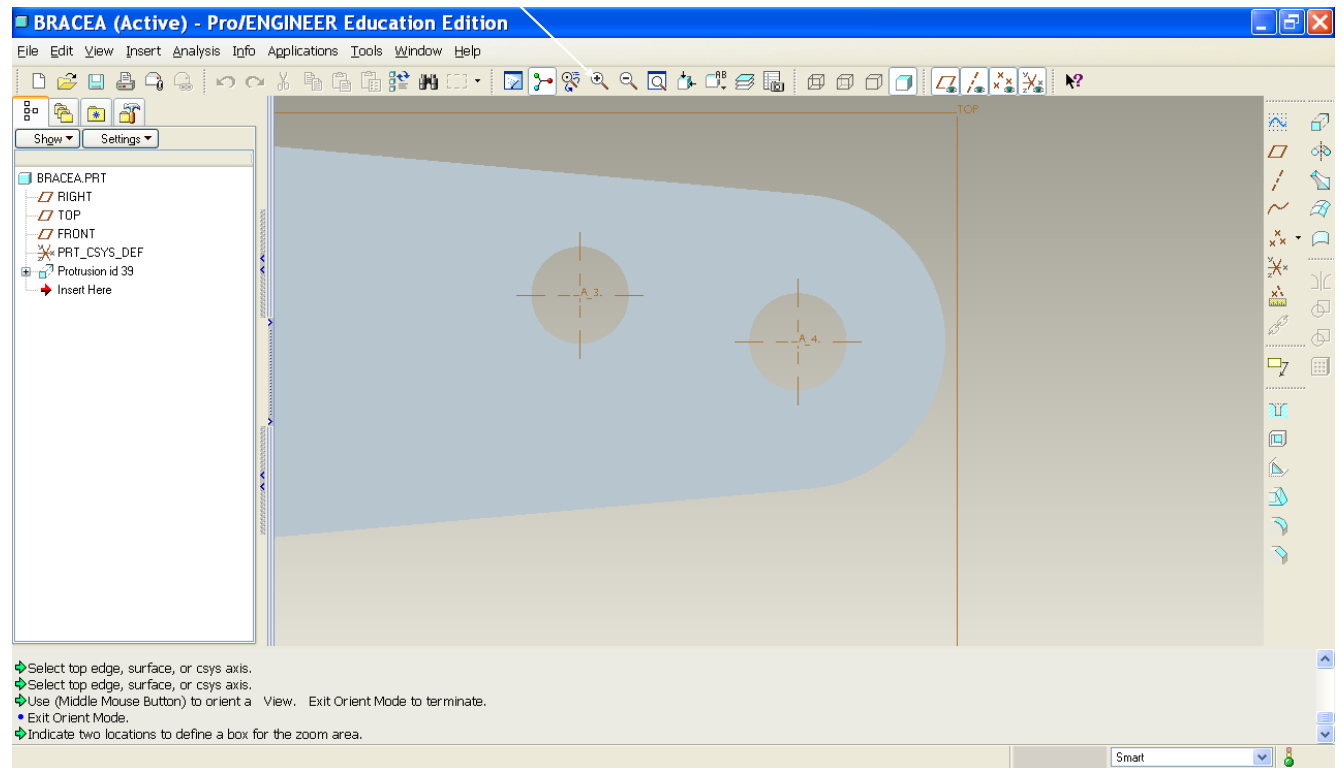 BRACEA (Active) - Pro/ENGINEER Education Edition
File Edit View Insert Analysis Info Applications Tools Window Help
Show Settings
BRACEA.PRT
RIGHT
TOP
FRONT
PRT_CSYS_DEF
Protrusion id 39
Insert Here
TOP
A_3
A_4
Select top edge, surface, or csys axis.
Select top edge, surface, or csys axis.
Use (Middle Mouse Button) to orient a View. Exit Orient Mode to terminate.
Exit Orient Mode.
Indicate two locations to define a box for the zoom area.
Smart